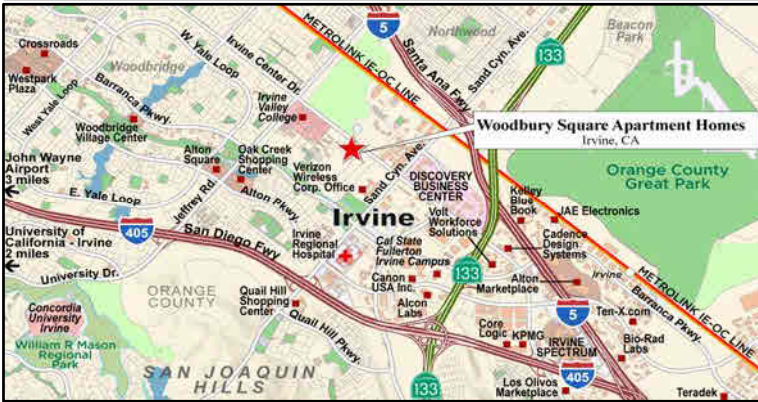 5
133
Crossroads
Westpark
Plaza
Woodbridge
W. Yale Loop
Irvine Center Dr.
METROLINK IE-OC LINE
Santa Ana Fwy
Northwood
Sand Cyn. Ave.
Beacon
Park
West Yale Loop
Barranca Pkwy.
Woodbridge
Village Center
Irvine
Valley
College
Woodbury Square Apartment Homes
Irvine, CA
John Wayne
Airport
3 miles
Alton
Square
Oak Creek
Shopping
Center
Verizon
Wireless
Corp. Office
Sand Cyn. Ave.
DISCOVERY
BUSINESS
CENTER
Orange County
Great Park
E. Yale Loop
Jeffrey Rd.
Alton Pkwy.
Irvine
Kelley
Blue
Book
JAE Electronics
Volt
Workforce
Solutions
Cadence
Design
Systems
405
San Diego Fwy
University of
California - Irvine
2 miles
University Dr.
Irvine
Regional
Hospital
Cal State
Fullerton
Irvine Campus
133
Alton
Marketplace
Irvine
METROLINK IE-OC LINE
ORANGE
COUNTY
Quail Hill
Shopping
Center
Canon
USA Inc.
Alcon
Labs
Barranca Pkwy.
Concordia
University
Irvine
Quail Hill Pkwy.
5
Ten-X.com
Core
Logic
KPMG
IRVINE
SPECTRUM
Bio-Rad
Labs
William R Mason
Regional
Park
SAN JOAQUIN
HILLS
133
405
Los Olivos
Marketplace
Teradek